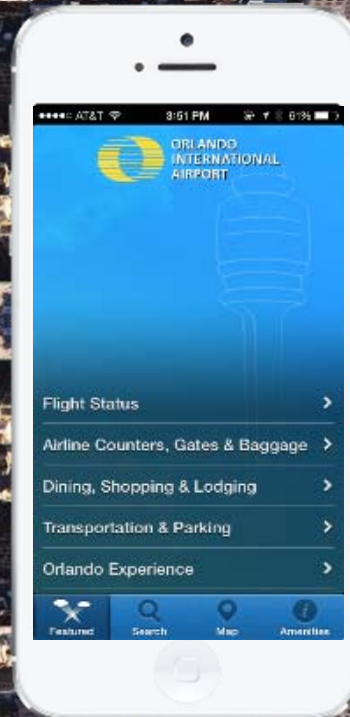 AT&T 3:51 PM 61%
ORLANDO
INTERNATIONAL
AIRPORT
Flight Status
Airline Counters, Gates & Baggage
Dining, Shopping & Lodging
Transportation & Parking
Orlando Experience
Featured Search Map Amenities